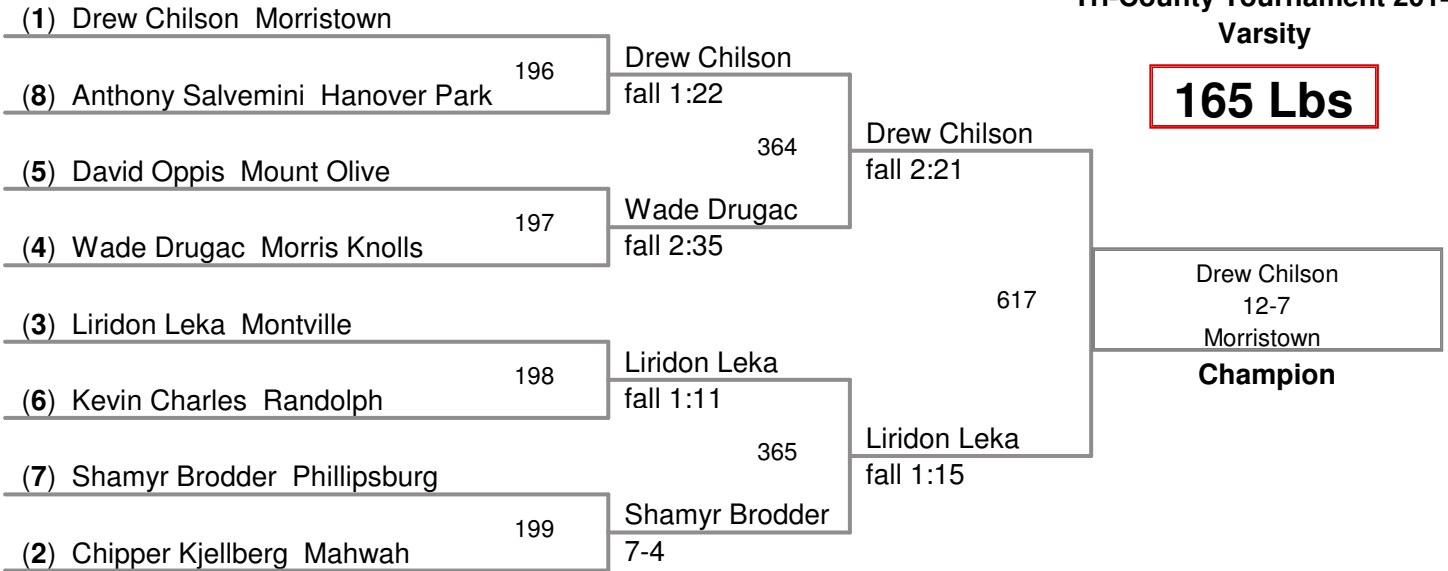 Varsity
165 Lbs
(1) Drew Chilson Morristown
196
(8) Anthony Salvemini Hanover Park
Drew Chilson
fall 1:22
364
(5) David Oppis Mount Olive
197
(4) Wade Drugac Morris Knolls
Wade Drugac
fall 2:35
Drew Chilson
fall 2:21
617
(3) Liridon Leka Montville
198
(6) Kevin Charles Randolph
Liridon Leka
fall 1:11
365
(7) Shamyr Brodder Phillipsburg
199
(2) Chipper Kjellberg Mahwah
Shamyr Brodder
7-4
Liridon Leka
fall 1:15
Drew Chilson
12-7
Morristown
Champion